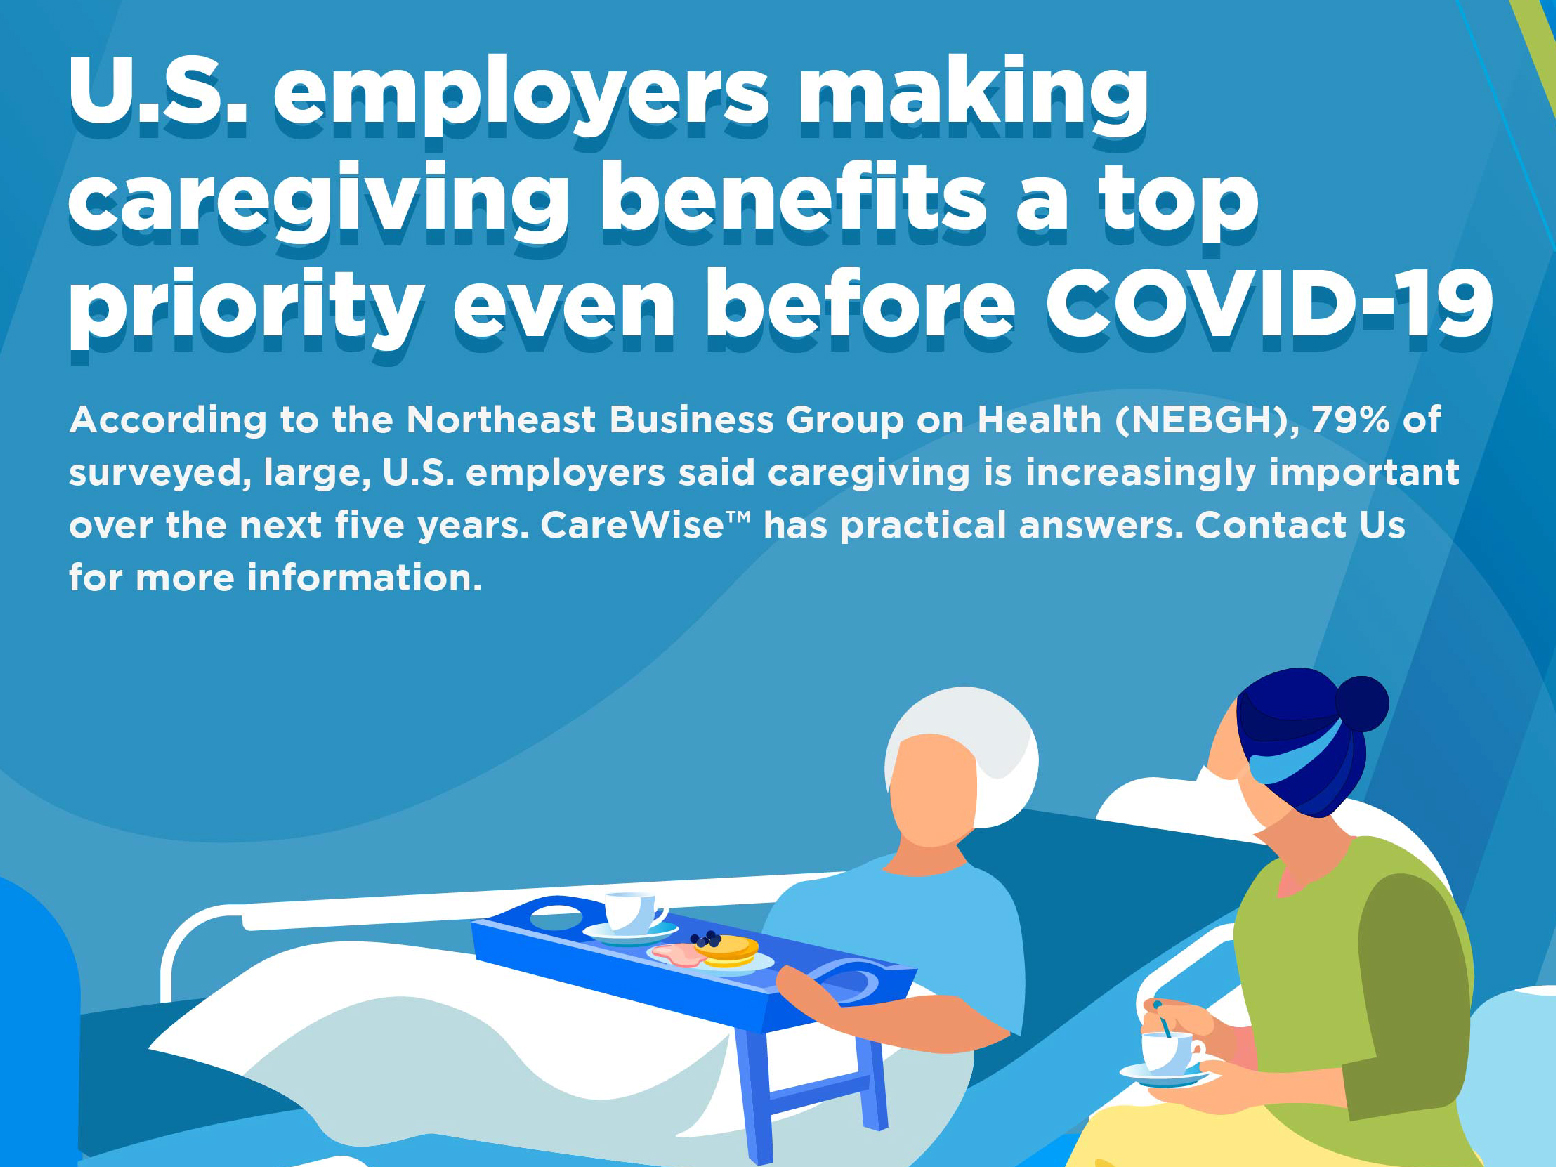 U.S. employers making
caregiving benefits a top
priority even before COVID-19
According to the Northeast Business Group on Health (NEBGH), 79% of
surveyed, large, U.S. employers said caregiving is increasingly important
over the next five years. CareWise™ has practical answers. Contact Us
for more information.